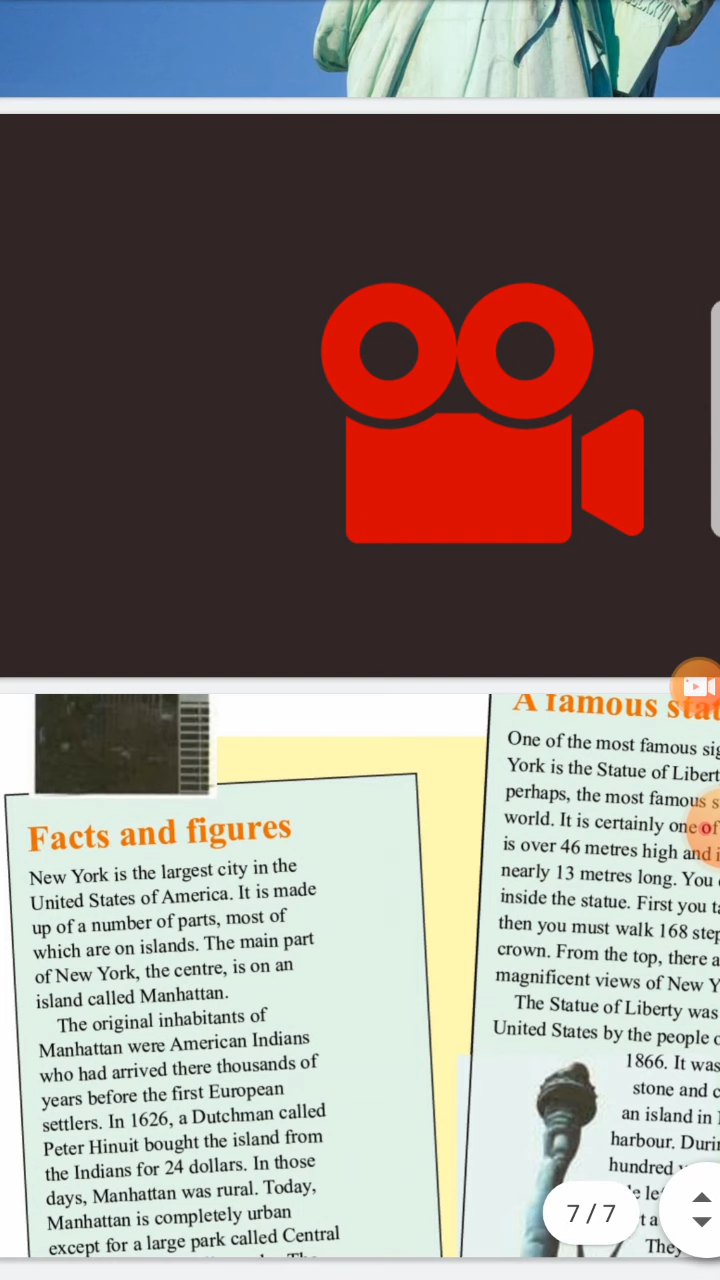 Facts and figures
New York is the largest city in the
United States of America. It is made
up of a number of parts, most of
which are on islands. The main part
of New York, the centre, is on an
island called Manhattan.
The original inhabitants of
Manhattan were American Indians
who had arrived there thousands of
years before the first European
settlers. In 1626, a Dutchman called
Peter Hinuit bought the island from
the Indians for 24 dollars. In those
days, Manhattan was rural. Today,
Manhattan is completely urban
except for a large park called Central
A famous
One of the most famous
York is the Statue of
perhaps, the most famous
world. It is certainly one of
is over 46 metres high and
nearly 13 metres long. You
inside the statue. First you
then you must walk 168
crown. From the top, there
magnificent views of New
The Statue of Liberty was
United States by the people
1866. It was
stone and
an island in
harbour.
hundred
They
7 / 7